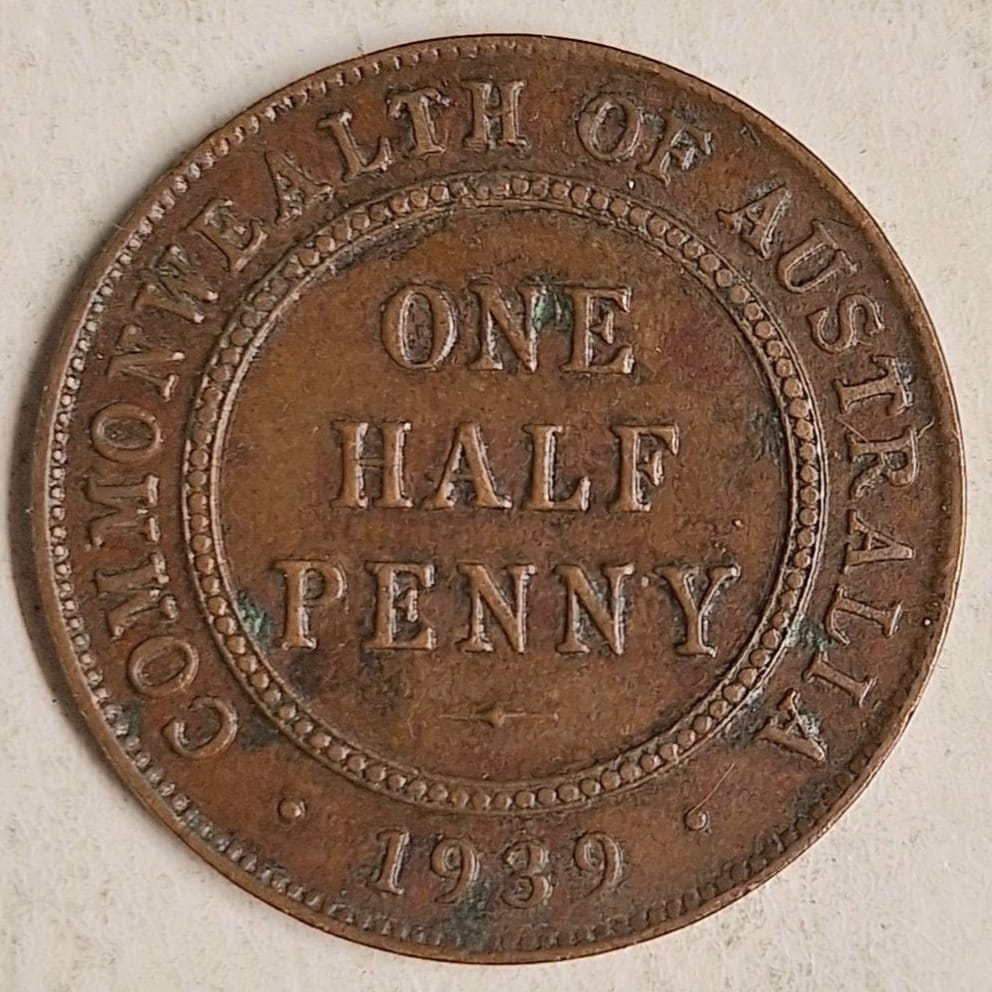 COMMONWEALTH OF AUSTRALIA
ONE
HALF
PENNY
1939